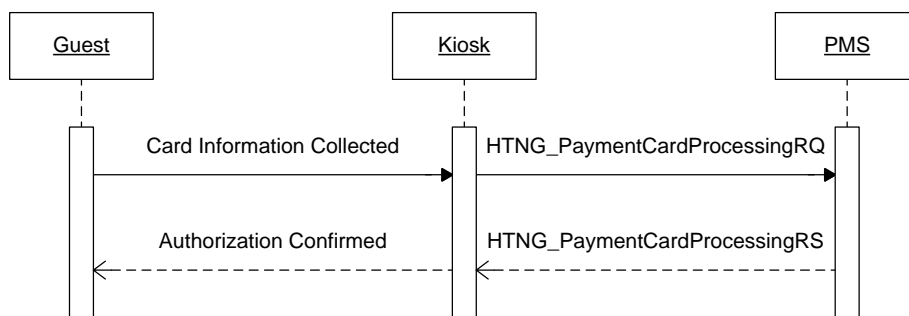 Guest
Kiosk
PMS
Card Information Collected
HTNG_PaymentCardProcessingRQ
Authorization Confirmed
HTNG_PaymentCardProcessingRS